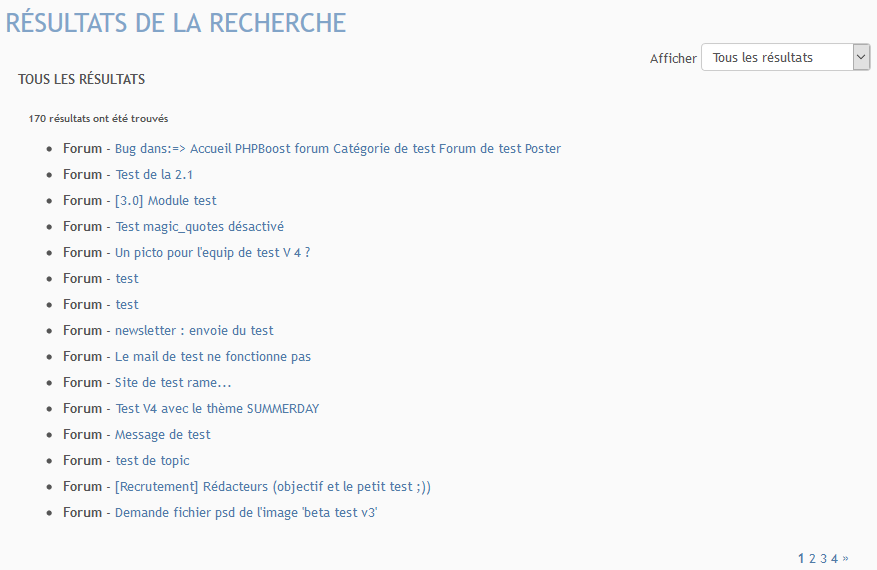 RÉSULTATS DE LA RECHERCHE
Afficher Tous les résultats
TOUS LES RÉSULTATS
170 résultats ont été trouvés
Forum - Bug dans:=> Accueil PHPBoost forum Catégorie de test Forum de test Poster
Forum - Test de la 2.1
Forum - [3.0] Module test
Forum - Test magic_quotes désactivé
Forum - Un picto pour l'equip de test V 4 ?
Forum - test
Forum - test
Forum - newsletter : envoie du test
Forum - Le mail de test ne fonctionne pas
Forum - Site de test rame...
Forum - Test V4 avec le thème SUMMERDAY
Forum - Message de test
Forum - test de topic
Forum - [Recrutement] Rédacteurs (objectif et le petit test ;))
Forum - Demande fichier psd de l'image 'beta test v3'
1 2 3 4 »